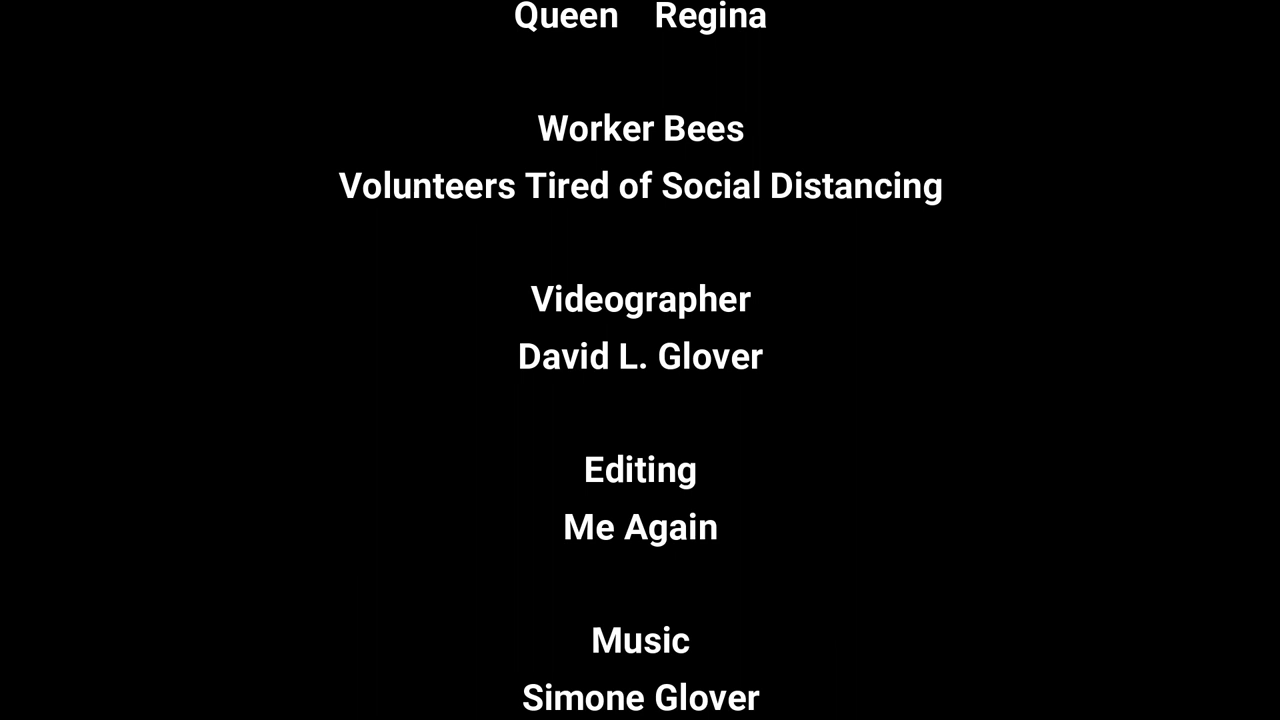 Queen Regina
Worker Bees
Volunteers Tired of Social Distancing
Videographer
David L. Glover
Editing
Me Again
Music
Simone Glover